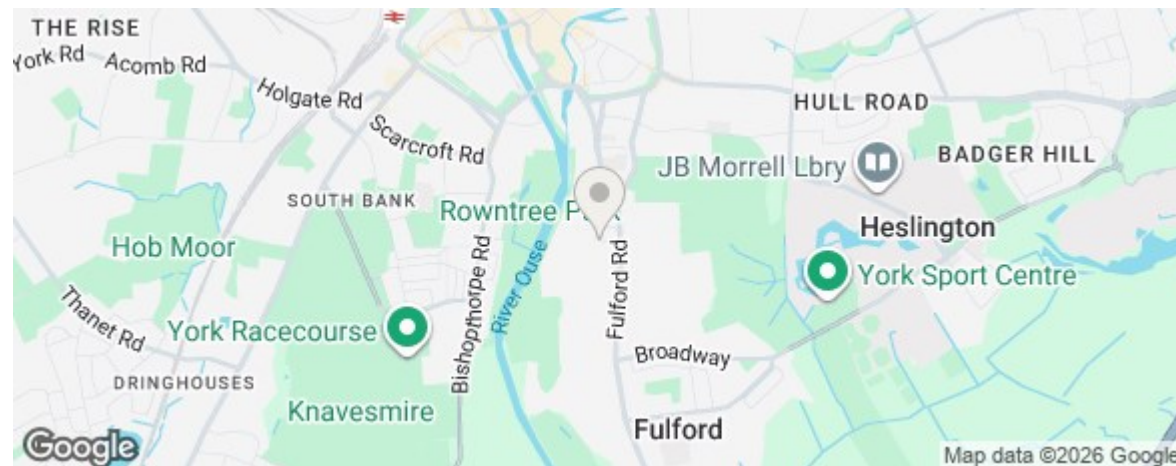 THE RISE
York Rd
Acomb Rd
Holgate Rd
Scarcroft Rd
HULL ROAD
JB Morrell Lbry
BADGER HILL
SOUTH BANK
Rowntree
Hob Moor
Heslington
York Sport Centre
Bishopthorpe Rd
River Ouse
Fulford Rd
Thanet Rd
York Racecourse
Broadway
DRINGHOUSES
Knavesmire
Fulford
Google
Map data ©2026 Google